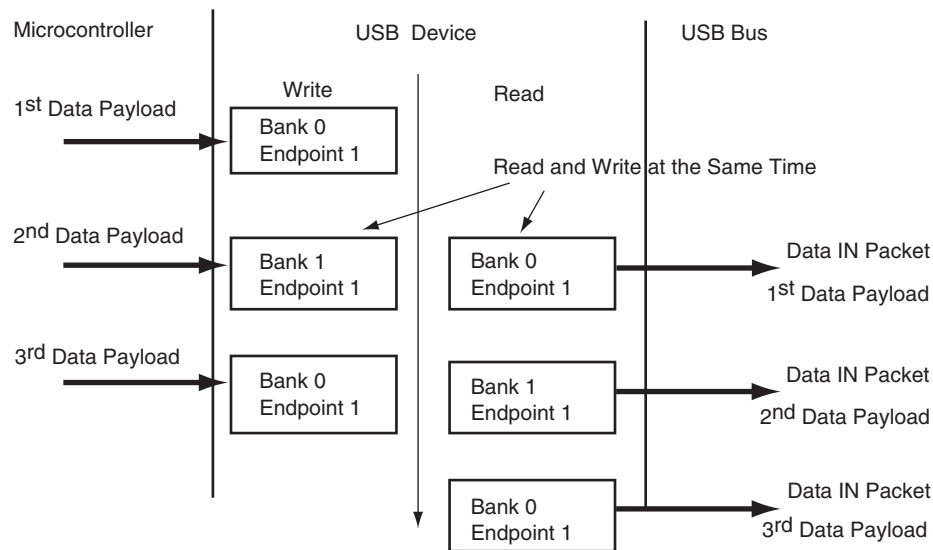 Microcontroller
USB Device
USB Bus
Write
Read
1st Data Payload
Bank 0
Endpoint 1
Read and Write at the Same Time
2nd Data Payload
Bank 1
Endpoint 1
Bank 0
Endpoint 1
Data IN Packet
1st Data Payload
3rd Data Payload
Bank 0
Endpoint 1
Bank 1
Endpoint 1
Data IN Packet
2nd Data Payload
Bank 0
Endpoint 1
Data IN Packet
3rd Data Payload